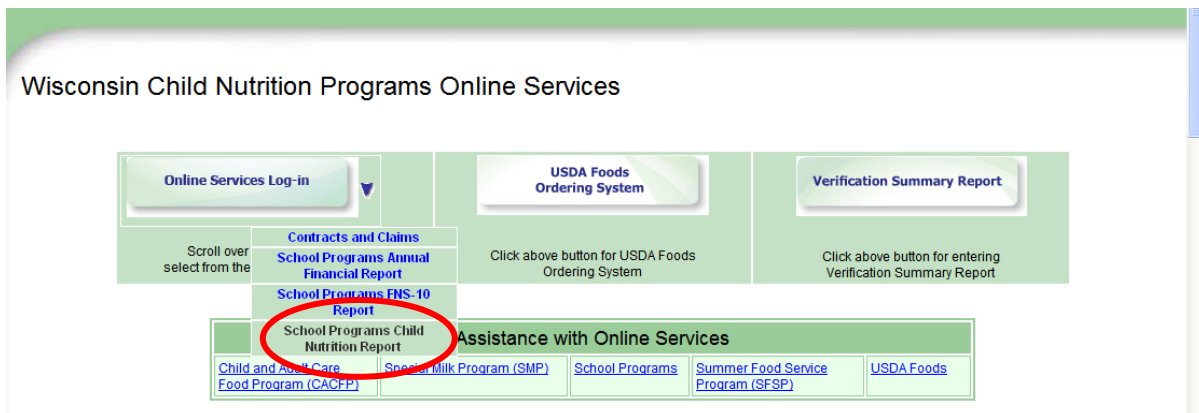 Wisconsin Child Nutrition Programs Online Services
Online Services Log-in
USDA Foods
Ordering System
Verification Summary Report
Scroll over
select from the
Contracts and Claims
School Programs Annual
Financial Report
School Programs FNS-10
Report
School Programs Child
Nutrition Report
Click above button for USDA Foods
Ordering System
Click above button for entering
Verification Summary Report
Assistance with Online Services
Child and Adult Care
Food Program (CACFP)
Special Milk Program (SMP)
School Programs
Summer Food Service
Program (SFSP)
USDA Foods